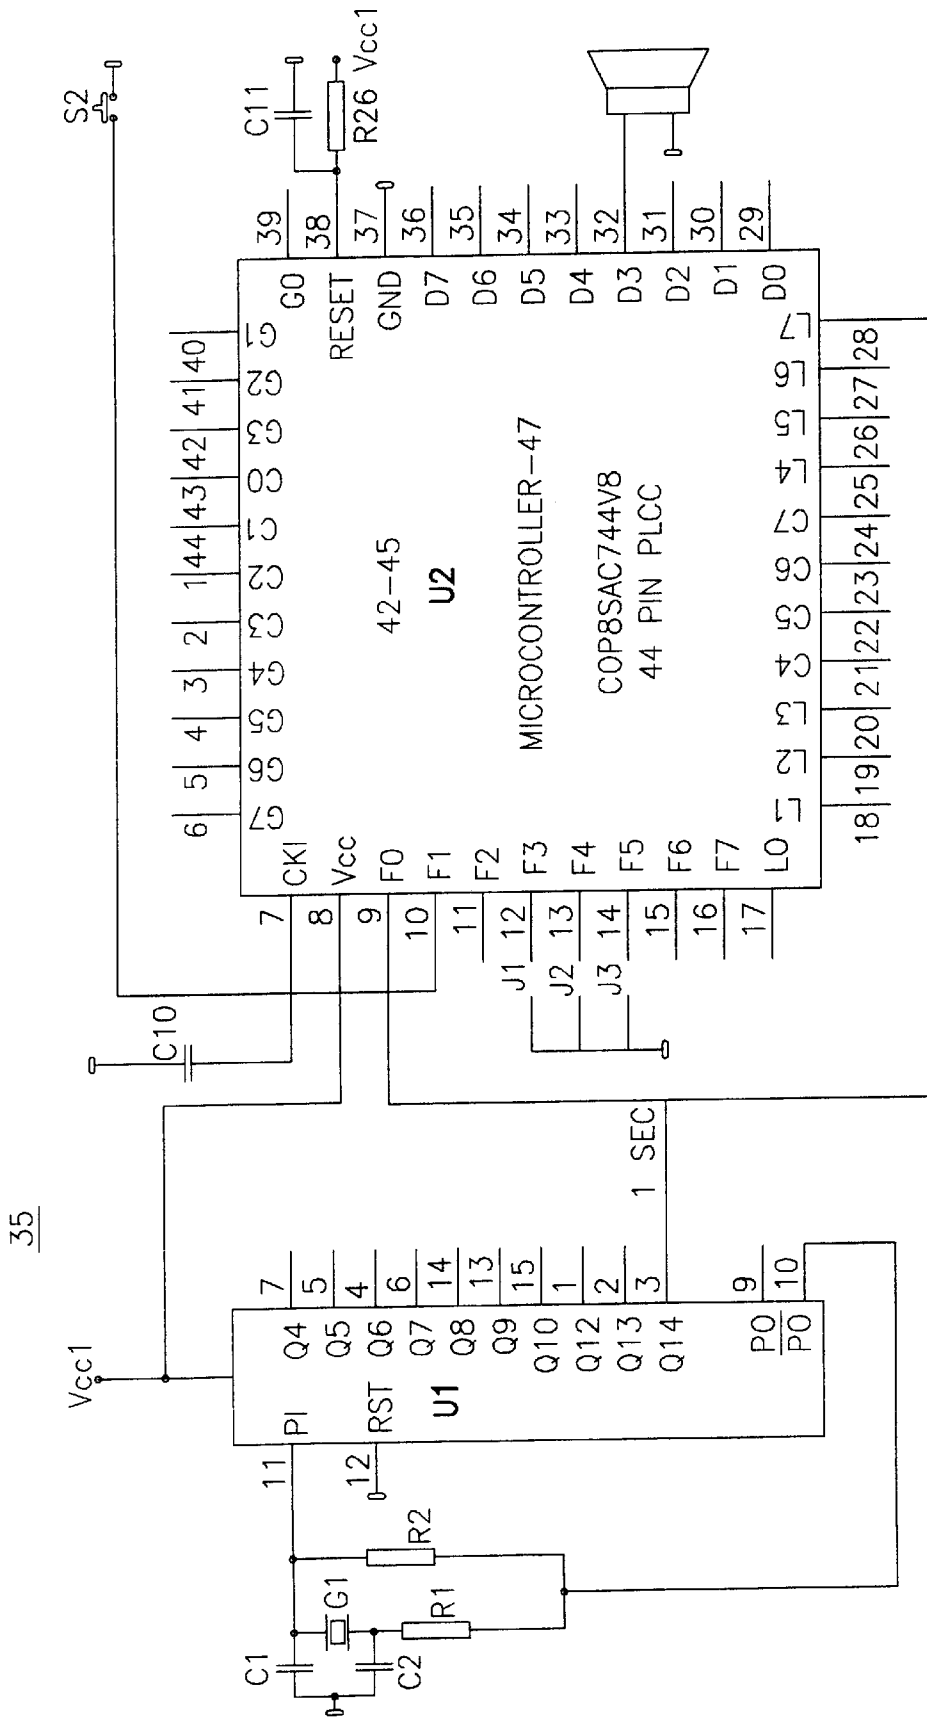 35
S2
C11
R26
Vcc1
C10
39
38
37
36
35
34
33
32
31
30
29
G0
RESET
GND
D7
D6
D5
D4
D3
D2
D1
D0
40
41
42
43
44
1
2
3
4
5
6
G1
G2
G3
C0
C1
C2
C3
G4
G5
G6
G7
42-45
U2
MICROCONTROLLER-47
COP8SAC744V8
44 PIN PLCC
L7
L6
L5
L4
C7
C6
C5
C4
L3
L2
L1
28
27
26
25
24
23
22
21
20
19
18
CKI
Vcc
F0
F1
F2
F3
F4
F5
F6
F7
L0
7
8
9
10
11
12
13
14
15
16
17
J1
J2
J3
1 SEC
Vcc1
7
5
4
6
14
13
15
1
2
3
9
10
Q4
Q5
Q6
Q7
Q8
Q9
Q10
Q12
Q13
Q14
PO
PO
PI
RST
U1
11
12
R2
G1
R1
C1
C2